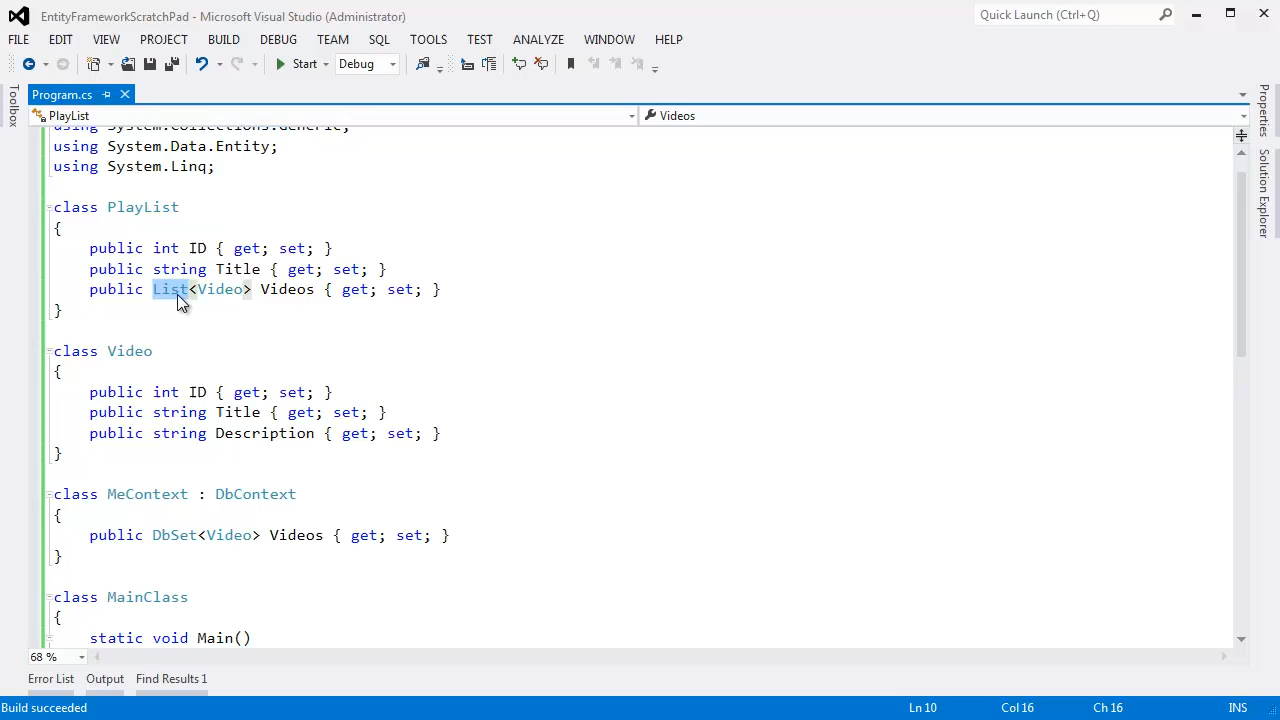 EntityFrameworkScratchPad - Microsoft Visual Studio (Administrator)
Quick Launch (Ctrl+Q)
FILE EDIT VIEW PROJECT BUILD DEBUG TEAM SQL TOOLS TEST ANALYZE WINDOW HELP
Start Debug
Toolbox
Program.cs
Properties
Solution Explorer
PlayList Videos
using System.Collections.Generic;
using System.Data.Entity;
using System.Linq;
class PlayList
{
public int ID { get; set; }
public string Title { get; set; }
public List<Video> Videos { get; set; }
}
class Video
{
public int ID { get; set; }
public string Title { get; set; }
public string Description { get; set; }
}
class MeContext : DbContext
{
public DbSet<Video> Videos { get; set; }
}
class MainClass
{
static void Main()
68 %
Error List Output Find Results 1
Build succeeded Ln 10 Col 16 Ch 16 INS